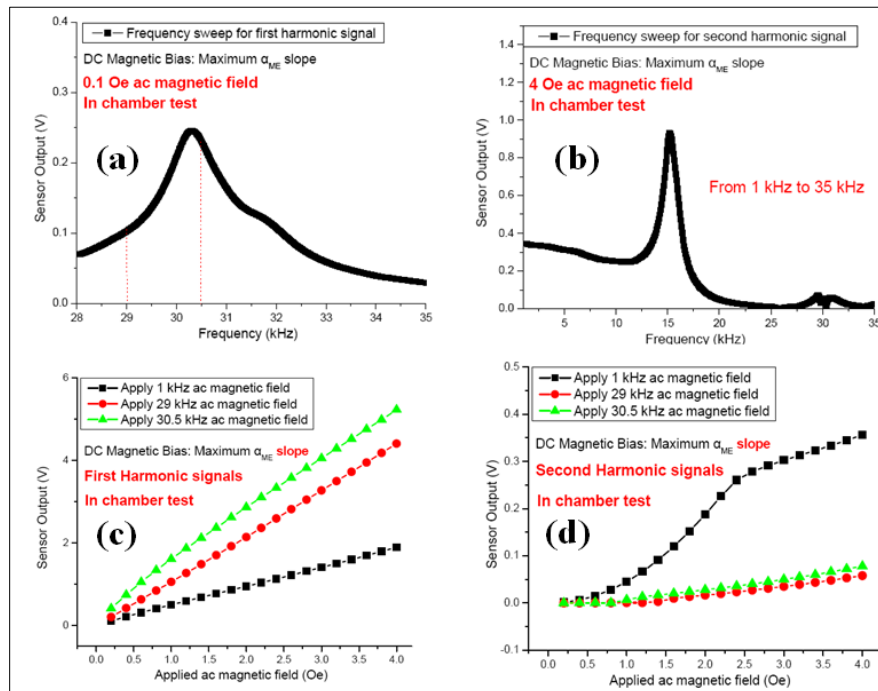 Frequency sweep for first harmonic signal
DC Magnetic Bias: Maximum α_ME slope
0.1 Oe ac magnetic field
In chamber test
(a)
Sensor Output (V)
0.4
0.3
0.2
0.1
0.0
28 29 30 31 32 33 34 35
Frequency (kHz)
Frequency sweep for second harmonic signal
DC Magnetic Bias: Maximum α_ME slope
4 Oe ac magnetic field
In chamber test
(b)
From 1 kHz to 35 kHz
Sensor Output (V)
1.4
1.2
1.0
0.8
0.6
0.4
0.2
0.0
5 10 15 20 25 30 35
Frequency (kHz)
Apply 1 kHz ac magnetic field
Apply 29 kHz ac magnetic field
Apply 30.5 kHz ac magnetic field
DC Magnetic Bias: Maximum α_ME slope
First Harmonic signals
In chamber test
(c)
Sensor Output (V)
6
4
2
0
0.0 0.5 1.0 1.5 2.0 2.5 3.0 3.5 4.0
Applied ac magnetic field (Oe)
Apply 1 kHz ac magnetic field
Apply 29 kHz ac magnetic field
Apply 30.5 kHz ac magnetic field
DC Magnetic Bias: Maximum α_ME slope
Second Harmonic signals
In chamber test
(d)
Sensor Output (V)
0.5
0.4
0.3
0.2
0.1
0.0
-0.1
0.0 0.5 1.0 1.5 2.0 2.5 3.0 3.5 4.0
Applied ac magnetic field (Oe)